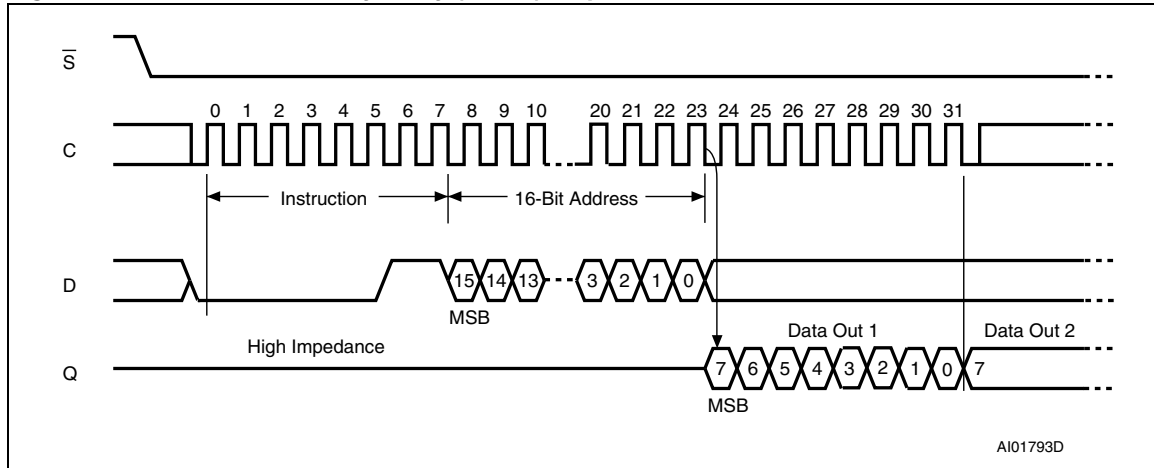 S
0 1 2 3 4 5 6 7 8 9 10 20 21 22 23 24 25 26 27 28 29 30 31
C
Instruction 16-Bit Address
D 15 14 13 3 2 1 0
MSB
High Impedance Data Out 1 Data Out 2
Q 7 6 5 4 3 2 1 0 7
MSB
AI01793D